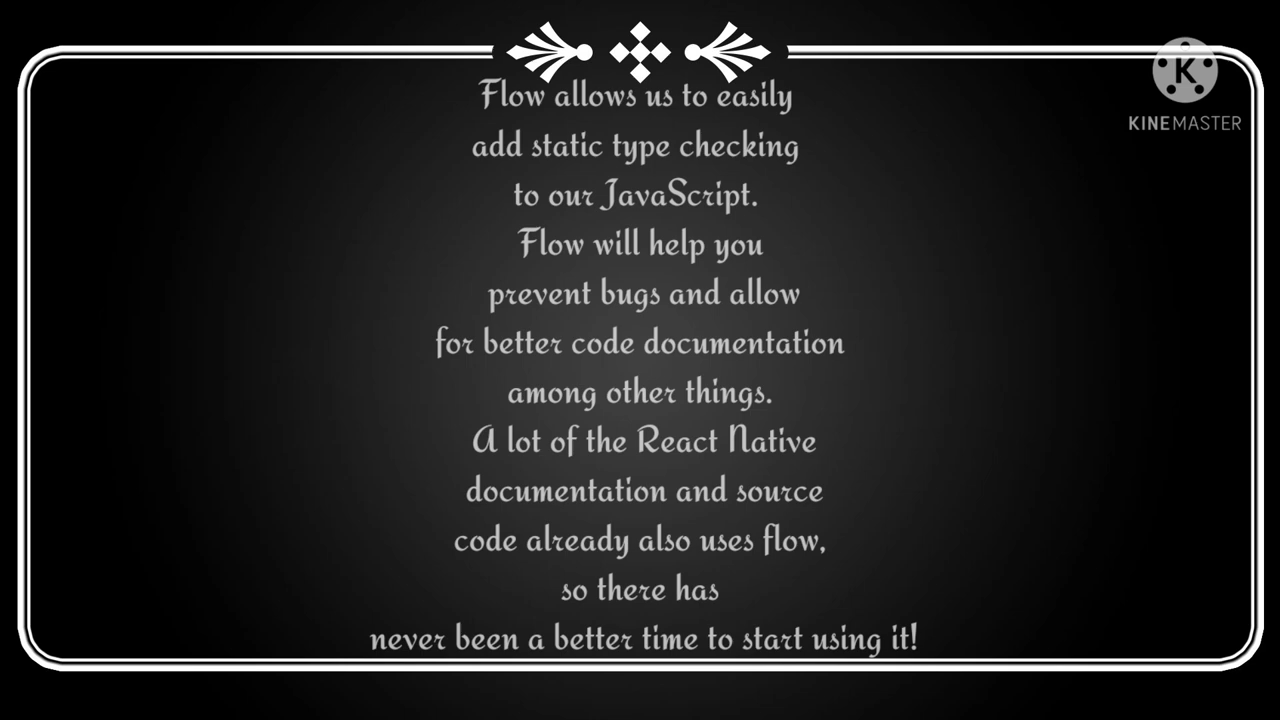 Flow allows us to easily
add static type checking
to our JavaScript.
Flow will help you
prevent bugs and allow
for better code documentation
among other things.
A lot of the React Native
documentation and source
code already also uses flow,
so there has
never been a better time to start using it!
K
KINEMASTER